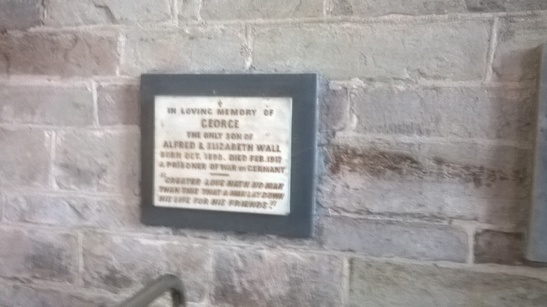 IN LOVING MEMORY OF
GEORGE
THE ONLY SON OF
ALFRED & ELIZABETH WALL
BORN OCT. 1890. DIED FEB. 1917
A PRISONER OF WAR IN GERMANY
"GREATER LOVE HATH NO MAN
THAN THIS THAT A MAN LAY DOWN
HIS LIFE FOR HIS FRIENDS."